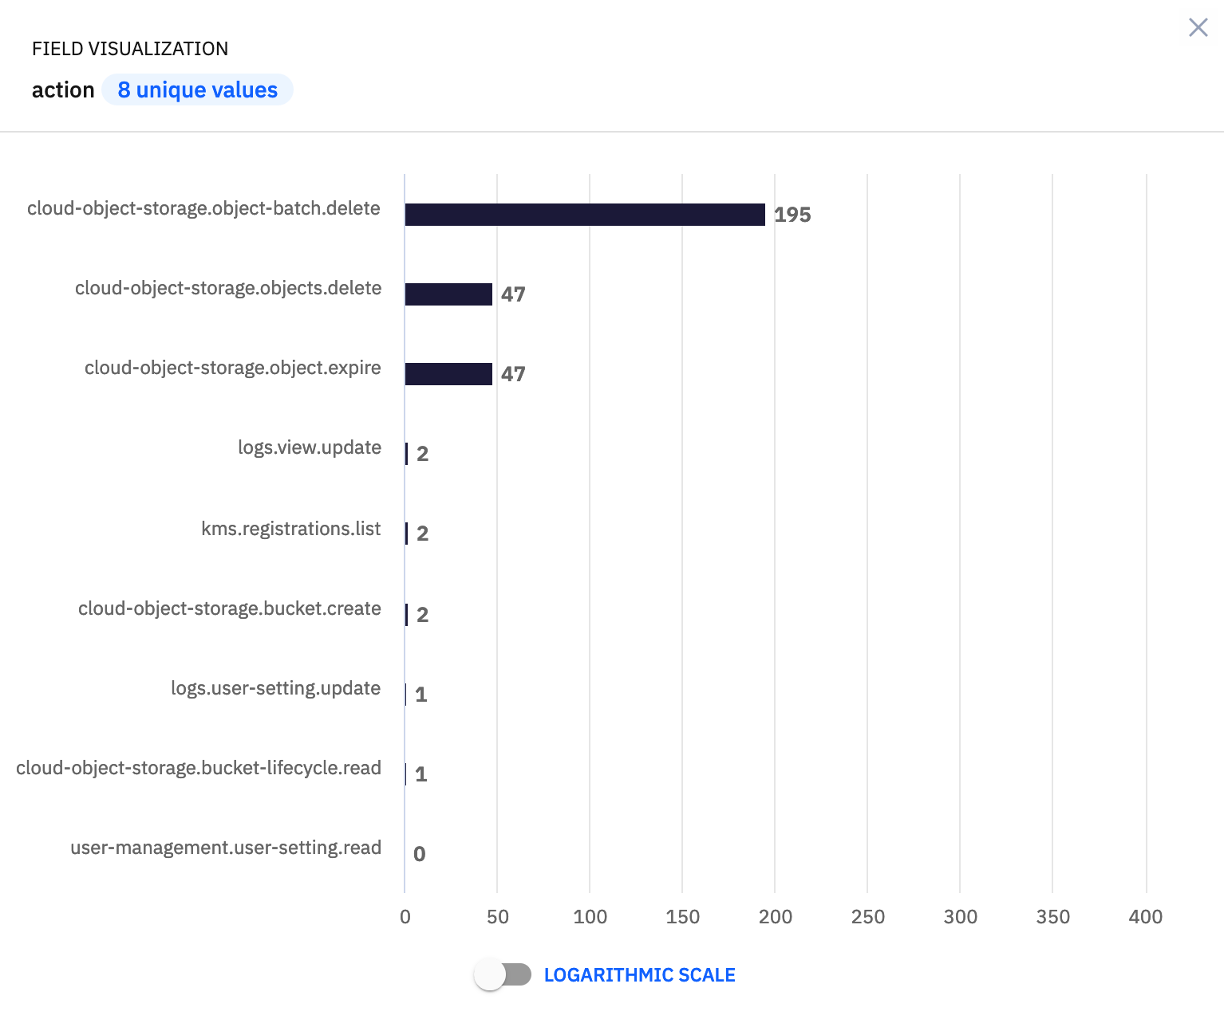 FIELD VISUALIZATION
action 8 unique values
cloud-object-storage.object-batch.delete 195
cloud-object-storage.objects.delete 47
cloud-object-storage.object.expire 47
logs.view.update 2
kms.registrations.list 2
cloud-object-storage.bucket.create 2
logs.user-setting.update 1
cloud-object-storage.bucket-lifecycle.read 1
user-management.user-setting.read 0
0 50 100 150 200 250 300 350 400
LOGARITHMIC SCALE